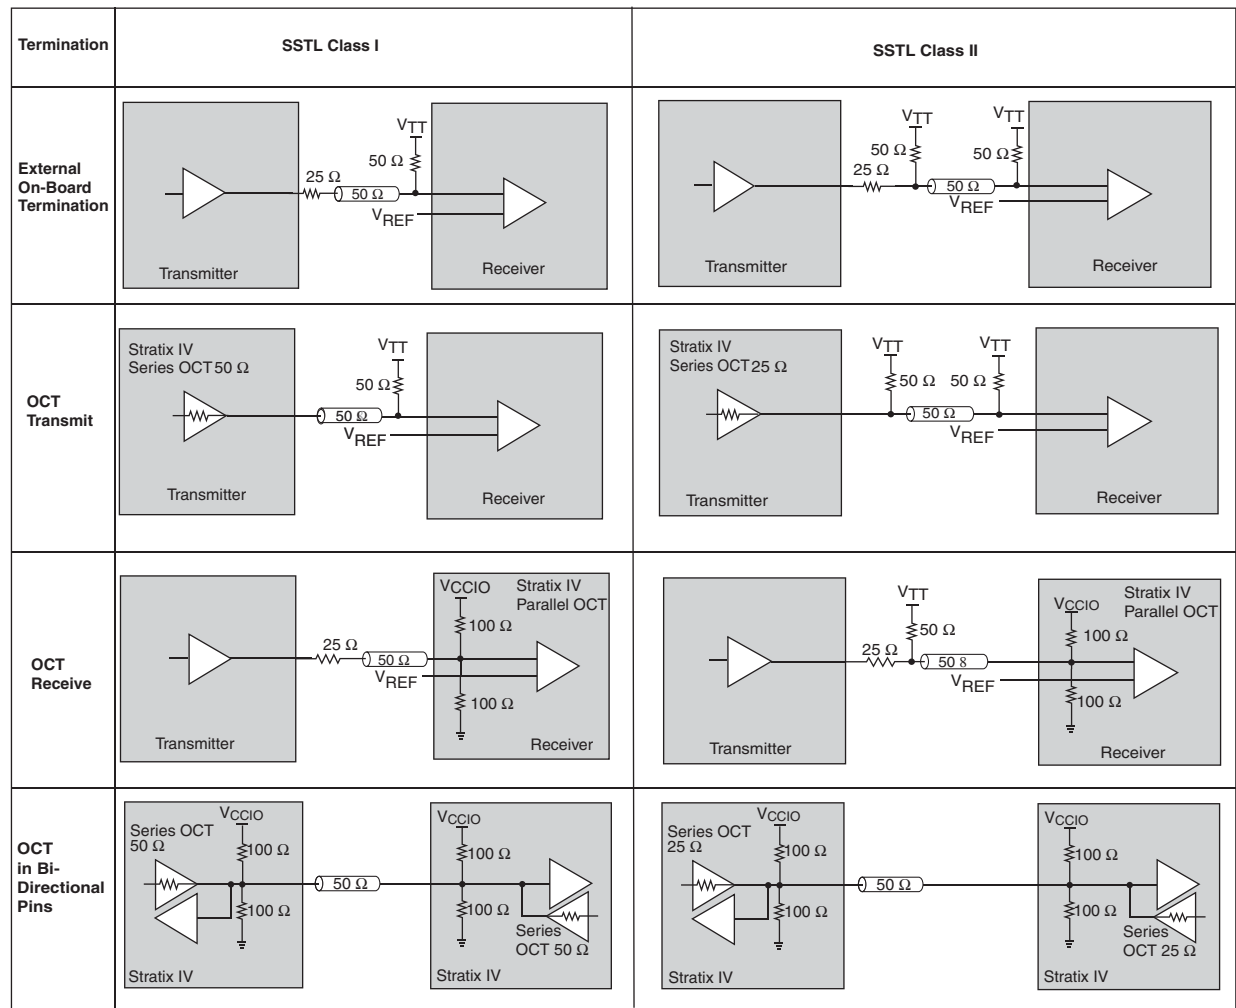 Termination
SSTL Class I
SSTL Class II
External
On-Board
Termination
VTT
50 Ω
25 Ω
50 Ω
VREF
Transmitter
Receiver
VTT
VTT
50 Ω
50 Ω
25 Ω
50 Ω
VREF
Transmitter
Receiver
OCT
Transmit
Stratix IV
Series OCT 50 Ω
VTT
50 Ω
50 Ω
VREF
Transmitter
Receiver
Stratix IV
Series OCT 25 Ω
VTT
VTT
50 Ω
50 Ω
50 Ω
VREF
Transmitter
Receiver
OCT
Receive
VCCIO
Stratix IV
Parallel OCT
100 Ω
25 Ω
50 Ω
VREF
100 Ω
Transmitter
Receiver
VTT
50 Ω
25 Ω
50 8
VREF
VCCIO
Stratix IV
Parallel OCT
100 Ω
100 Ω
Transmitter
Receiver
OCT
in Bi-
Directional
Pins
Series OCT
50 Ω
VCCIO
100 Ω
100 Ω
Stratix IV
50 Ω
VCCIO
100 Ω
100 Ω
Series
OCT 50 Ω
Stratix IV
Series OCT
25 Ω
VCCIO
100 Ω
100 Ω
Stratix IV
50 Ω
VCCIO
100 Ω
100 Ω
Series
OCT 25 Ω
Stratix IV